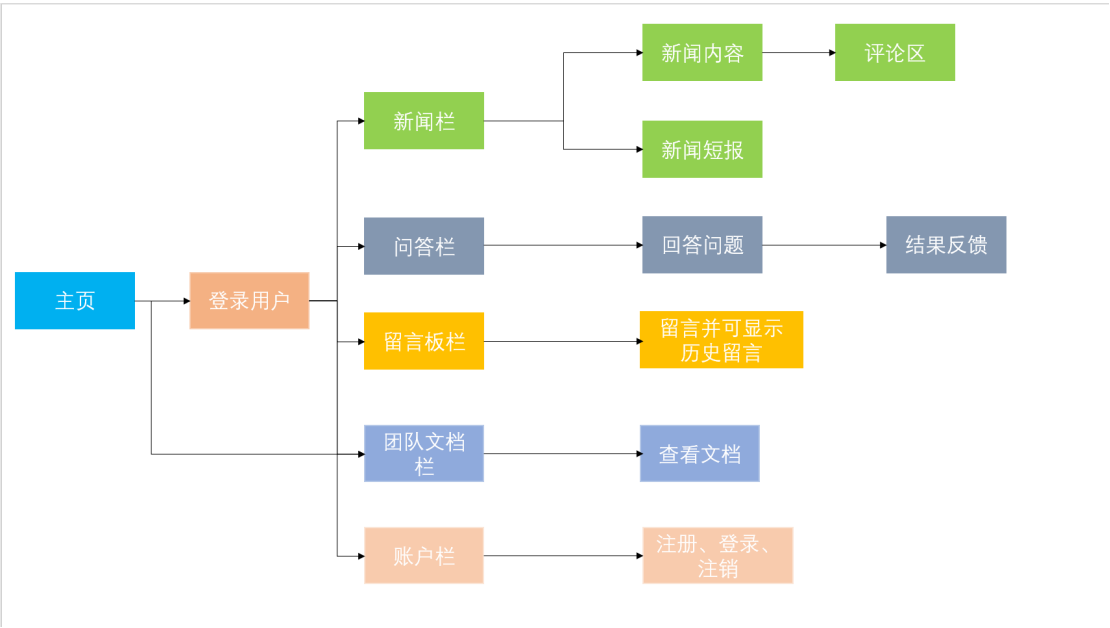 新闻内容
评论区
新闻栏
新闻短报
问答栏
回答问题
结果反馈
主页
登录用户
留言板栏
留言并可显示
历史留言
团队文档
栏
查看文档
账户栏
注册、登录、
注销